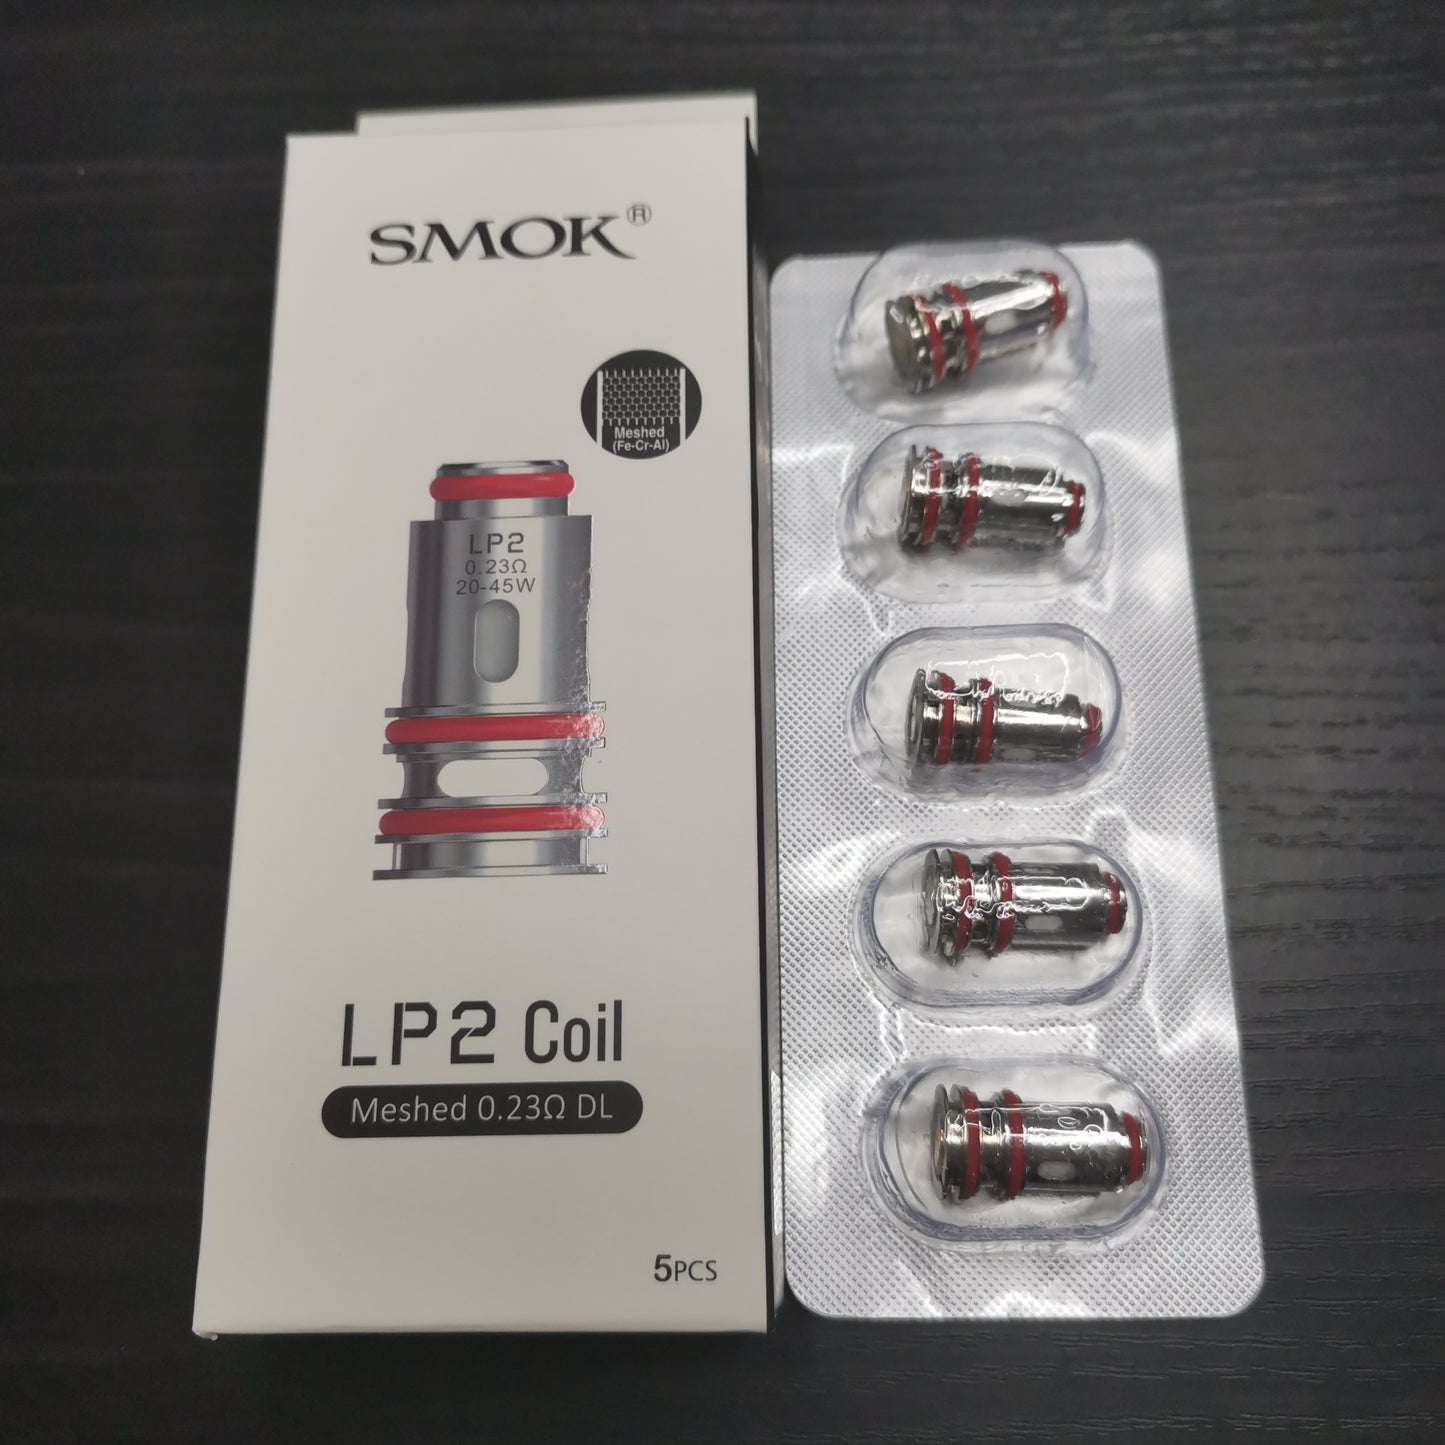 SMOK®
Meshed
(Fe-Cr-Al)
LP2
0.23Ω
20-45W
LP2 Coil
Meshed 0.23Ω DL
5PCS